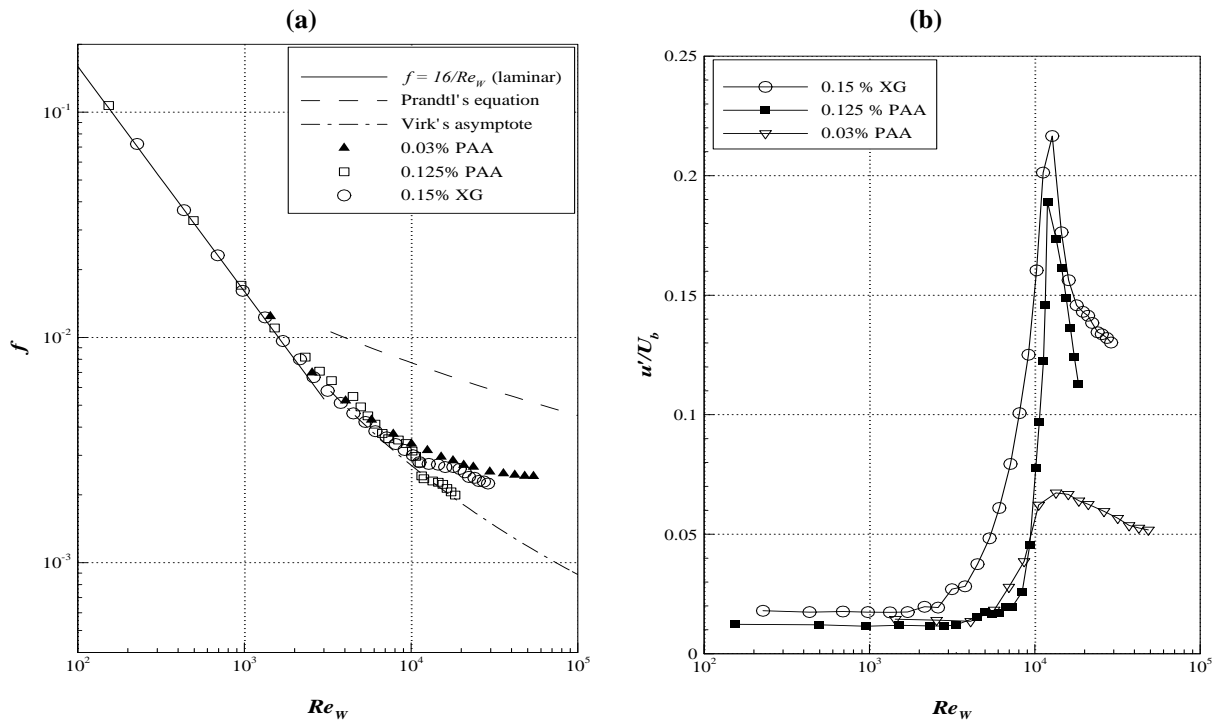 (a)
f = 16/Re_W (laminar)
Prandtl's equation
Virk's asymptote
0.03% PAA
0.125% PAA
0.15% XG
10^-1
10^-2
10^-3
f
10^2
10^3
10^4
10^5
Re_W
(b)
0.15 % XG
0.125 % PAA
0.03% PAA
0.25
0.2
0.15
0.1
0.05
0
u'/U_b
10^2
10^3
10^4
10^5
Re_W